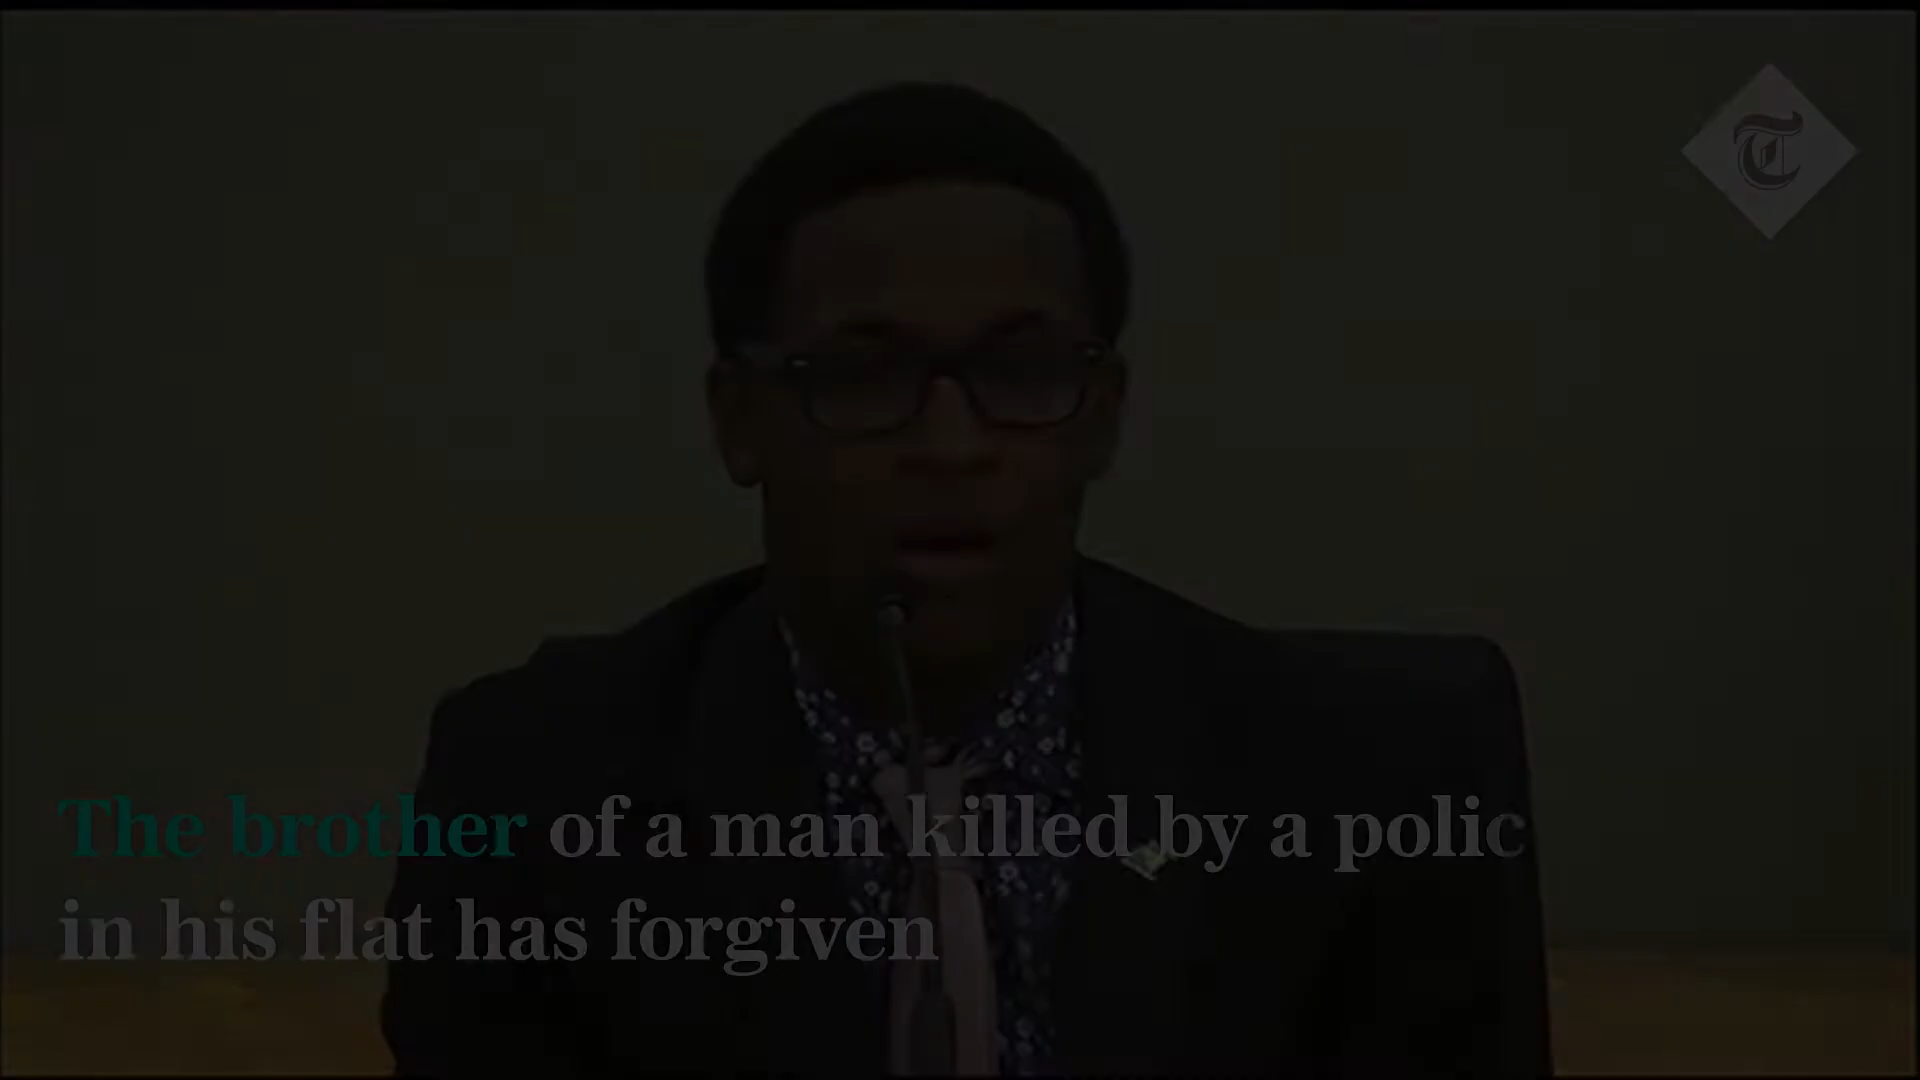 The brother of a man killed by a polic
in his flat has forgiven
T